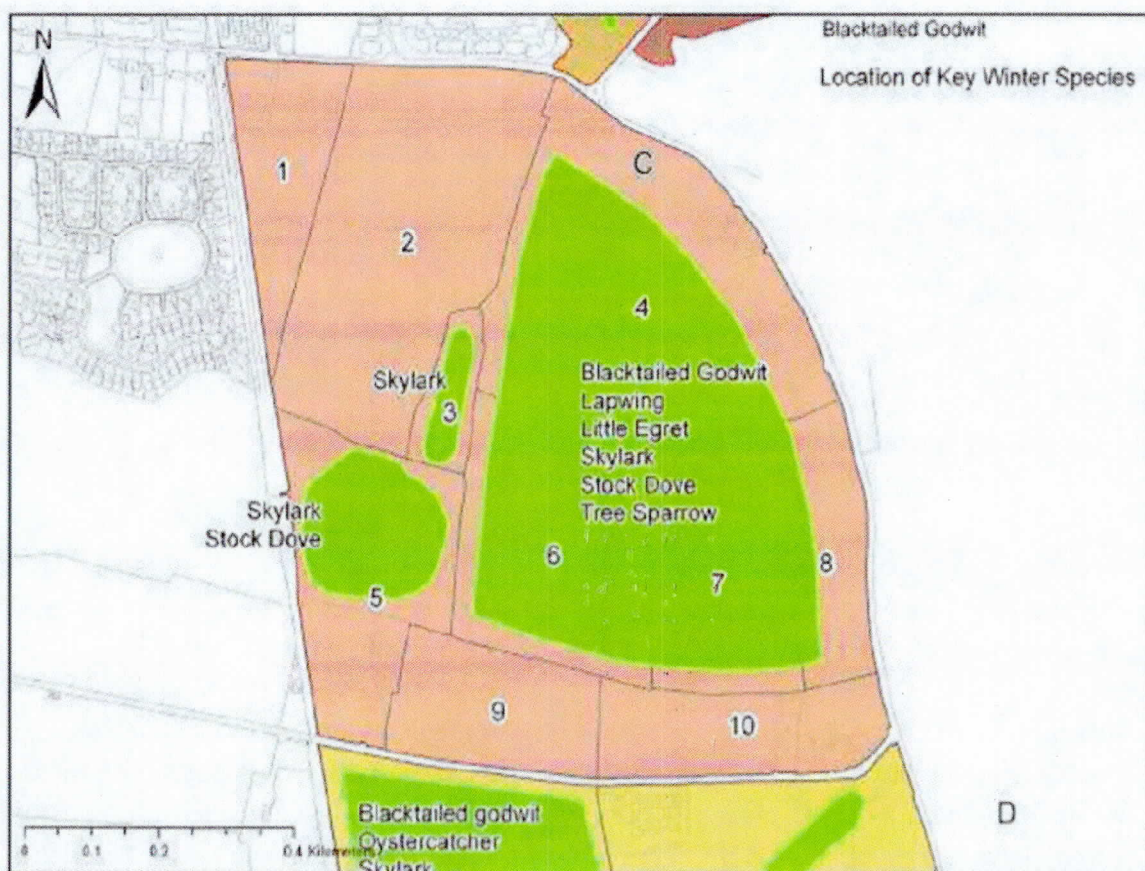 N
Blacktailed Godwit
Location of Key Winter Species
C
1
2
4
Skylark
3
Blacktailed Godwit
Lapwing
Little Egret
Skylark
Stock Dove
Tree Sparrow
Skylark
Stock Dove
5
6
7
8
9
10
Blacktailed godwit
Oystercatcher
Skylark
D
0 0.1 0.2 0.4 Kilometers